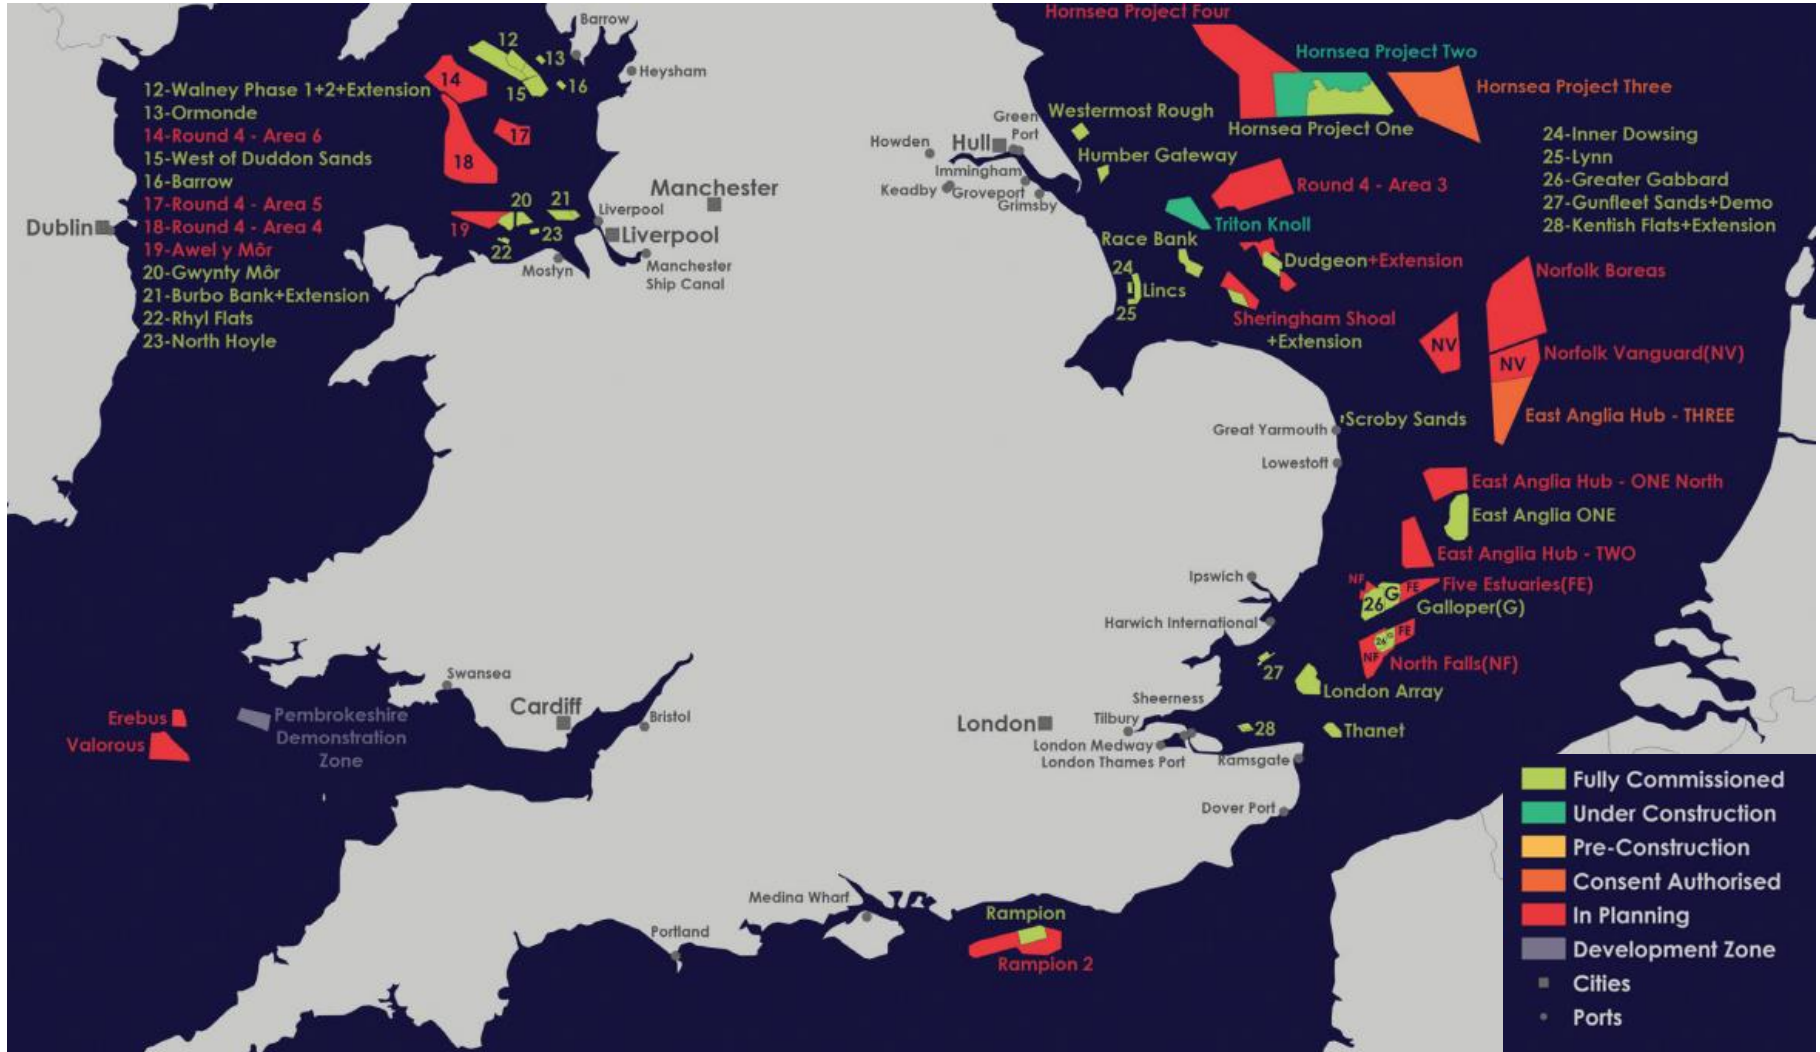 Barrow
Heysham
12
13
14
15
16
17
18
19
20
21
22
23
12-Walney Phase 1+2+Extension
13-Ormonde
14-Round 4 - Area 6
15-West of Duddon Sands
16-Barrow
17-Round 4 - Area 5
18-Round 4 - Area 4
19-Awel y Môr
20-Gwynty Môr
21-Burbo Bank+Extension
22-Rhyl Flats
23-North Hoyle
Dublin
Manchester
Liverpool
Liverpool
Mostyn
Manchester
Ship Canal
Hornsea Project Four
Hornsea Project Two
Hornsea Project Three
Hornsea Project One
Westermost Rough
Green
Port
Howden
Hull
Humber Gateway
Immingham
Keadby
Groveport
Grimsby
Round 4 - Area 3
Triton Knoll
24-Inner Dowsing
25-Lynn
26-Greater Gabbard
27-Gunfleet Sands+Demo
28-Kentish Flats+Extension
Race Bank
Dudgeon+Extension
24
Lincs
25
Sheringham Shoal
+Extension
Norfolk Boreas
NV
NV
Norfolk Vanguard(NV)
East Anglia Hub - THREE
Scroby Sands
Great Yarmouth
Lowestoft
East Anglia Hub - ONE North
East Anglia ONE
East Anglia Hub - TWO
Ipswich
NF
26
G
FE
Five Estuaries(FE)
Galloper(G)
Harwich International
26
G
FE
NF
North Falls(NF)
27
London Array
Swansea
Cardiff
Bristol
Erebus
Valorous
Pembrokeshire
Demonstration
Zone
London
Sheerness
Tilbury
London Medway
London Thames Port
28
Thanet
Ramsgate
Dover Port
Medina Wharf
Portland
Rampion
Rampion 2
Fully Commissioned
Under Construction
Pre-Construction
Consent Authorised
In Planning
Development Zone
Cities
Ports